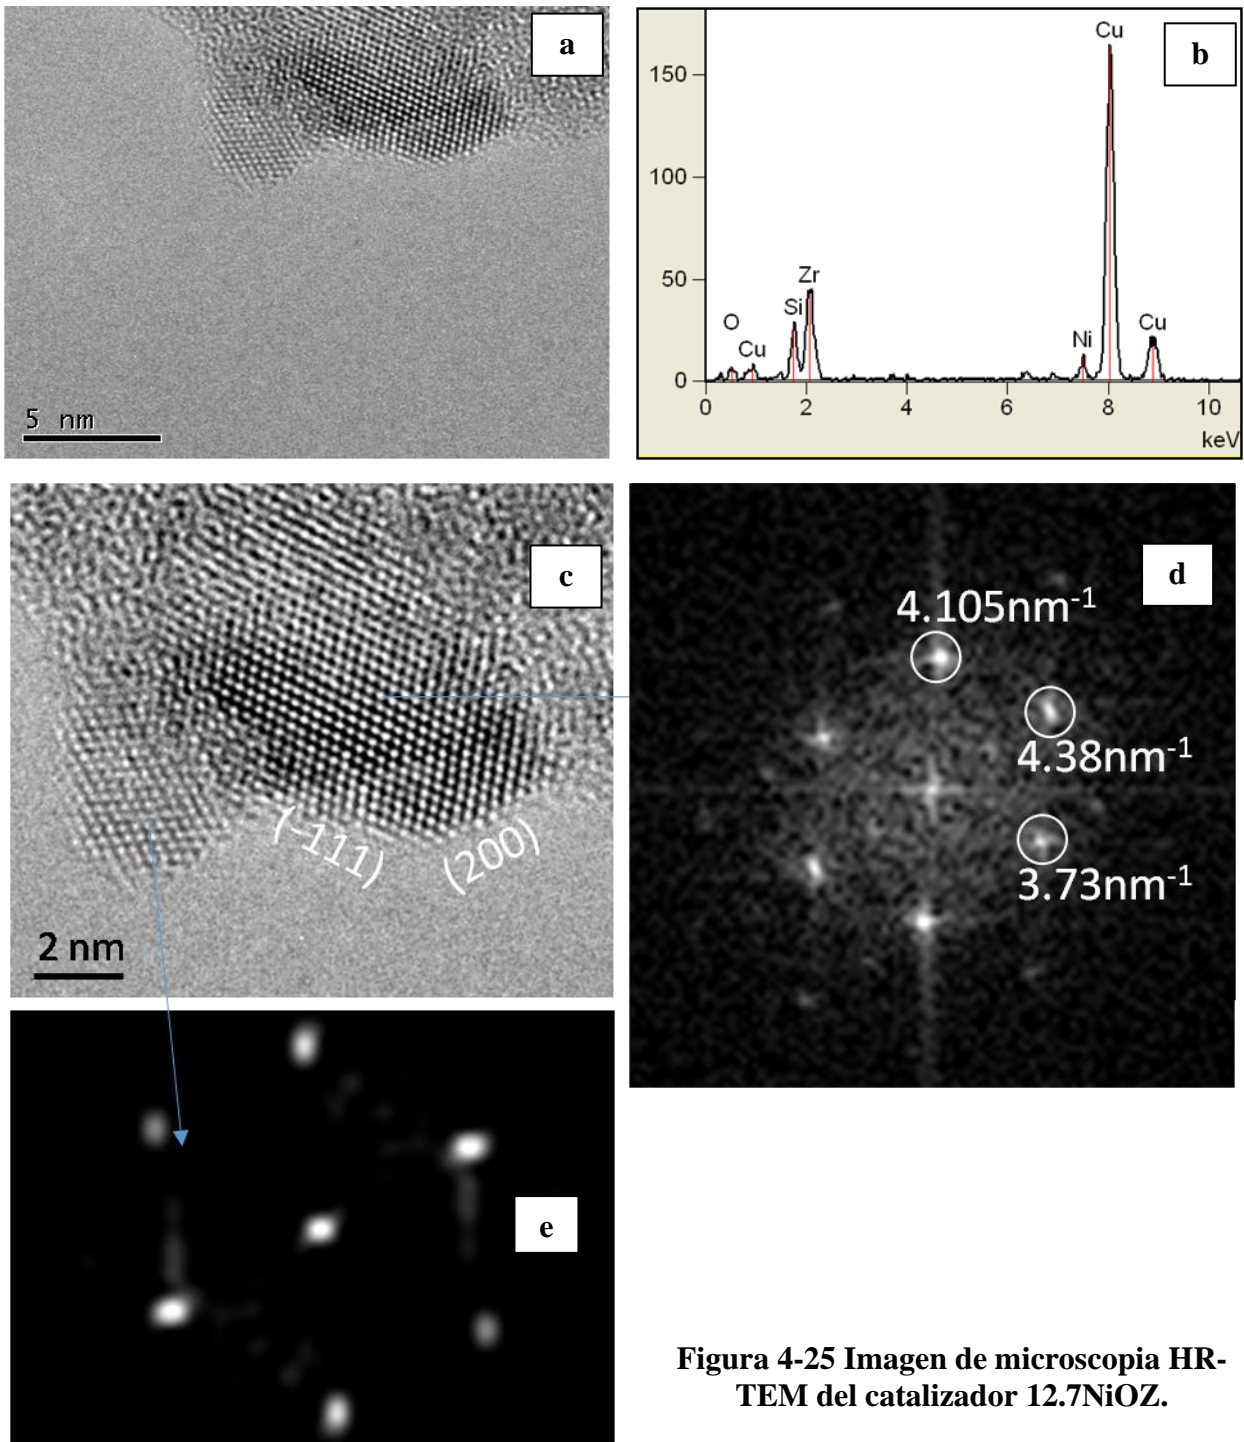 a
5 nm
b
150
100
50
0
O
Cu
Si
Zr
Ni
Cu
Cu
0
2
4
6
8
10
keV
c
(-111)
(200)
2 nm
d
4.105nm-1
4.38nm-1
3.73nm-1
e
Figura 4-25 Imagen de microscopia HR-
TEM del catalizador 12.7NiOZ.